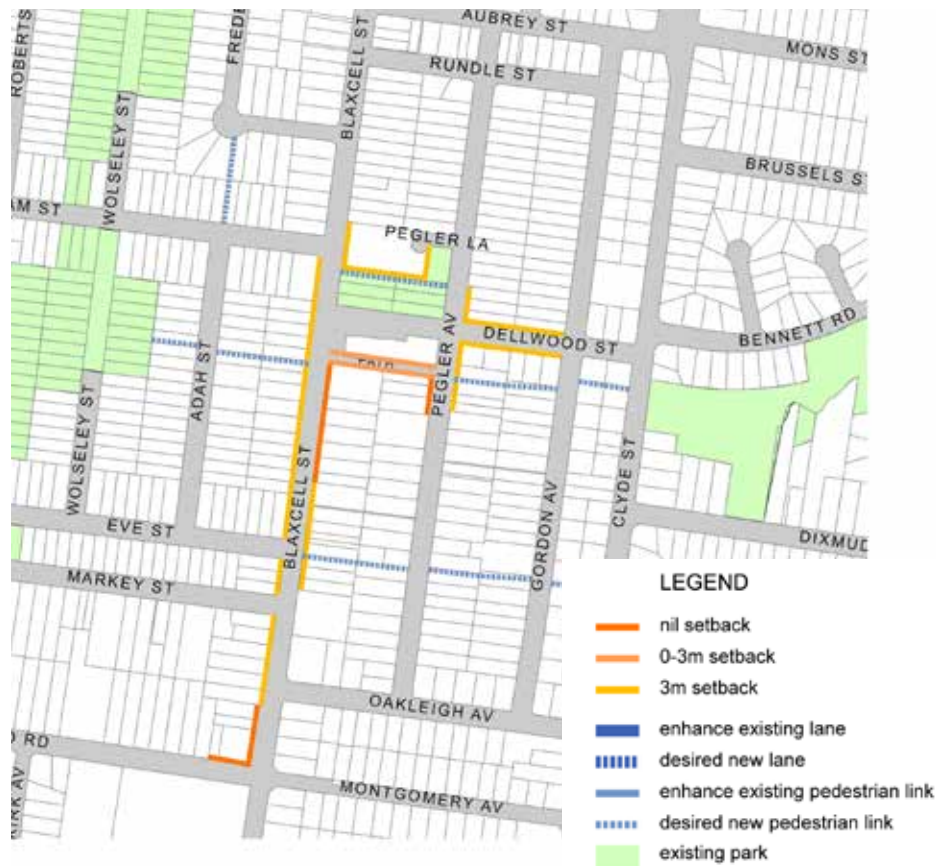 ROBERTS
FREDE
BLAXCELL ST
AUBREY ST
MONS ST
RUNDLE ST
WOLSELEY ST
BRUSSELS S
AM ST
PEGLER LA
DELLWOOD ST
BENNETT RD
PEGLER AV
ADAH ST
WOLSELEY ST
BLAXCELL ST
GORDON AV
CLYDE ST
EVE ST
DIXMUD
MARKEY ST
OAKLEIGH AV
D RD
MONTGOMERY AV
KIRK AV
LEGEND
nil setback
0-3m setback
3m setback
enhance existing lane
desired new lane
enhance existing pedestrian link
desired new pedestrian link
existing park